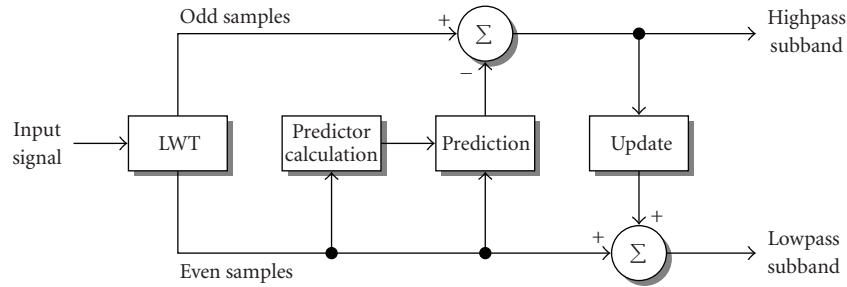 Odd samples
Highpass
subband
+
Σ
−
Input
signal
LWT
Predictor
calculation
Prediction
Update
+
+
Σ
Lowpass
subband
Even samples